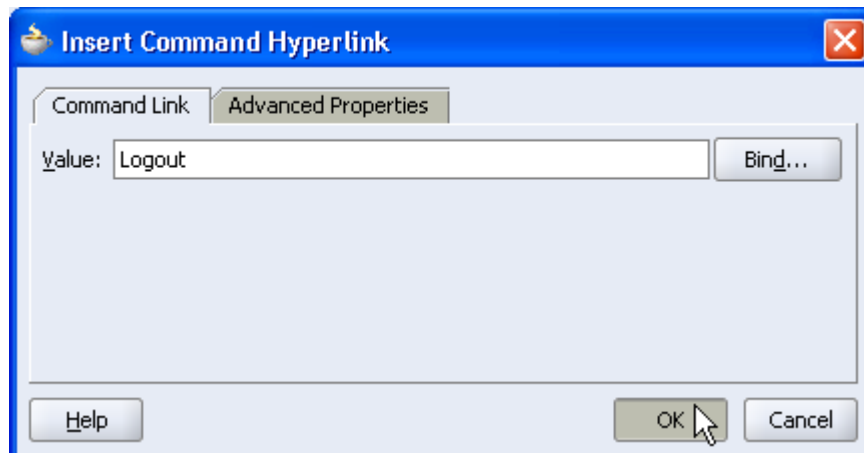 Insert Command Hyperlink
Command Link Advanced Properties
Value: Logout Bind...
Help OK Cancel